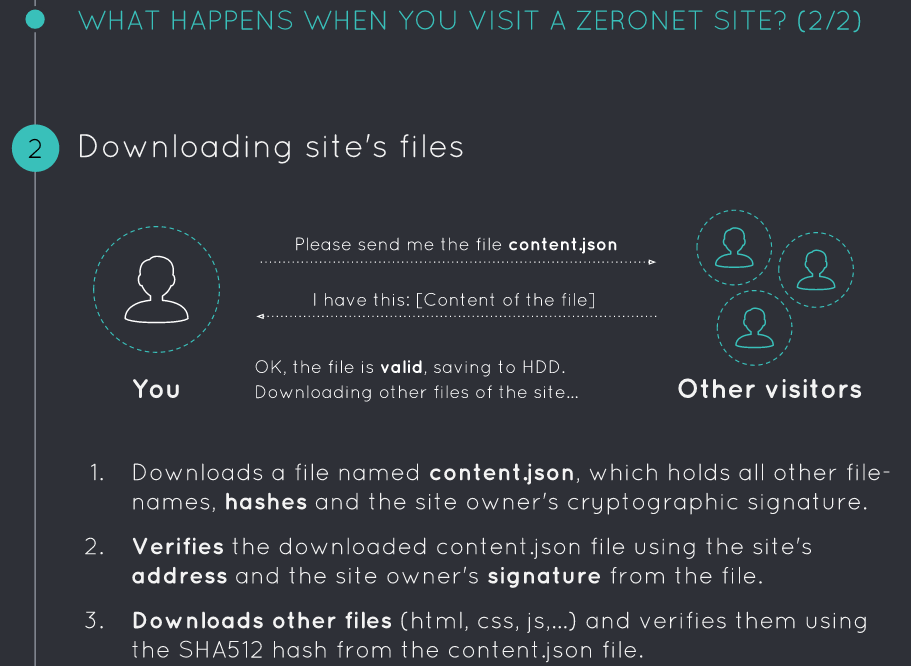 WHAT HAPPENS WHEN YOU VISIT A ZERONET SITE? (2/2)
2 Downloading site's files
Please send me the file content.json
I have this: [Content of the file]
OK, the file is valid, saving to HDD.
Downloading other files of the site...
You
Other visitors
1. Downloads a file named content.json, which holds all other file-
names, hashes and the site owner's cryptographic signature.
2. Verifies the downloaded content.json file using the site's
address and the site owner's signature from the file.
3. Downloads other files (html, css, js,...) and verifies them using
the SHA512 hash from the content.json file.